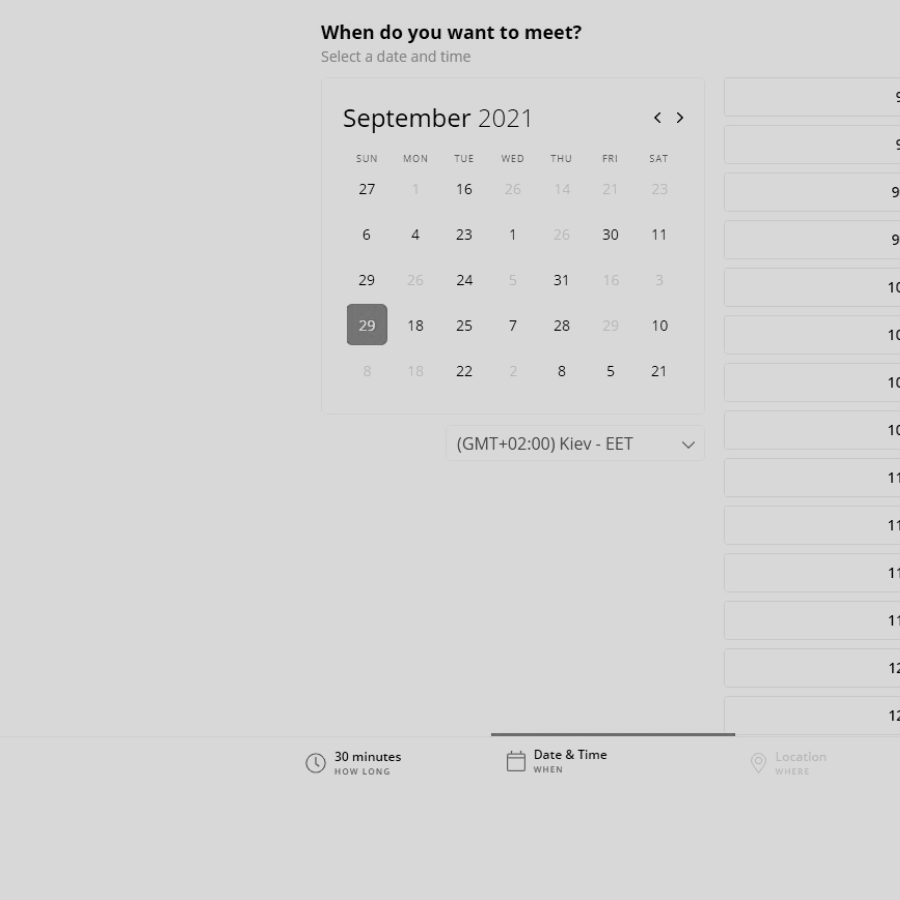 When do you want to meet?
Select a date and time
September 2021
SUN MON TUE WED THU FRI SAT
27 1 16 26 14 21 23
6 4 23 1 26 30 11
29 26 24 5 31 16 3
29 18 25 7 28 29 10
8 18 22 2 8 5 21
(GMT+02:00) Kiev - EET
9
9
9
9
10
10
10
10
11
11
11
11
12
12
30 minutes
HOW LONG
Date & Time
WHEN
Location
WHERE